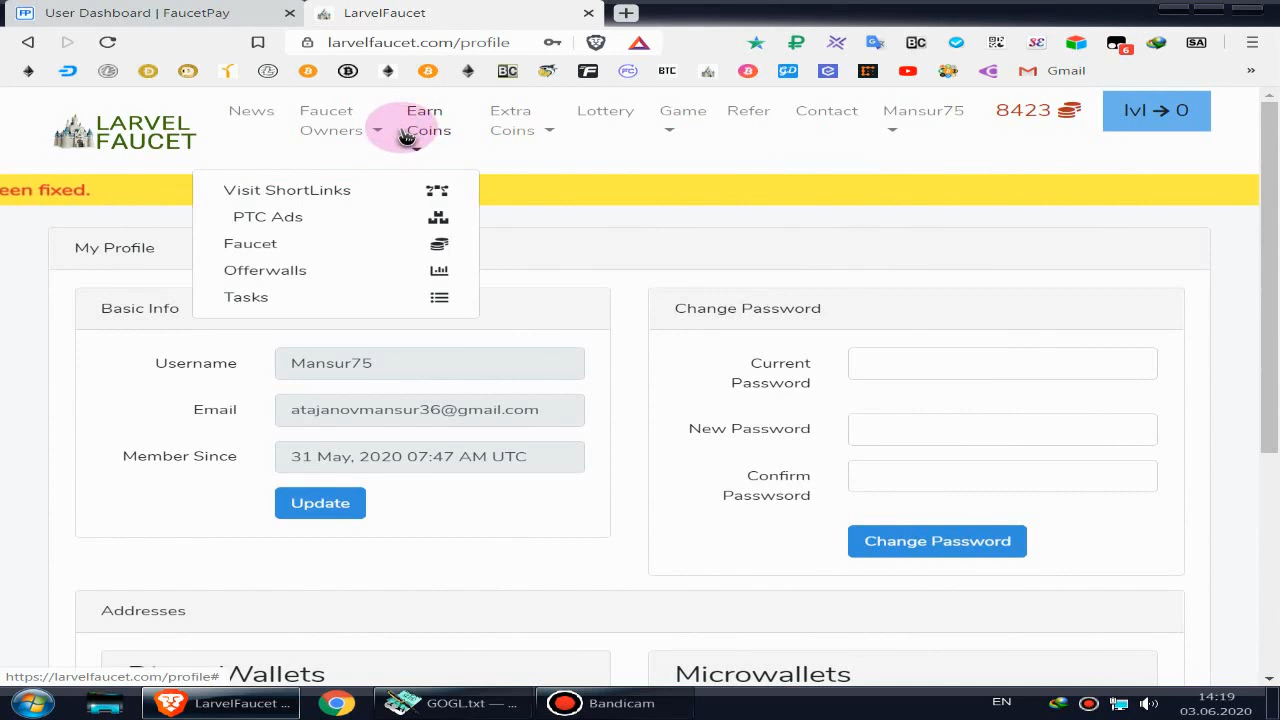 User Dashboard | FaucetPay
LarvelFaucet
larvelfaucet.com/profile
6
Gmail
LARVEL
FAUCET
News
Faucet
Owners
Earn
Coins
Extra
Coins
Lottery
Game
Refer
Contact
Mansur75
8423
lvl → 0
een fixed.
Visit ShortLinks
PTC Ads
Faucet
Offerwalls
Tasks
My Profile
Basic Info
Username
Mansur75
Email
atajanovmansur36@gmail.com
Member Since
31 May, 2020 07:47 AM UTC
Update
Change Password
Current
Password
New Password
Confirm
Passwsord
Change Password
Addresses
Wallets
Microwallets
https://larvelfaucet.com/profile#
LarvelFaucet ...
GOGL.txt — ...
Bandicam
EN
14:19
03.06.2020